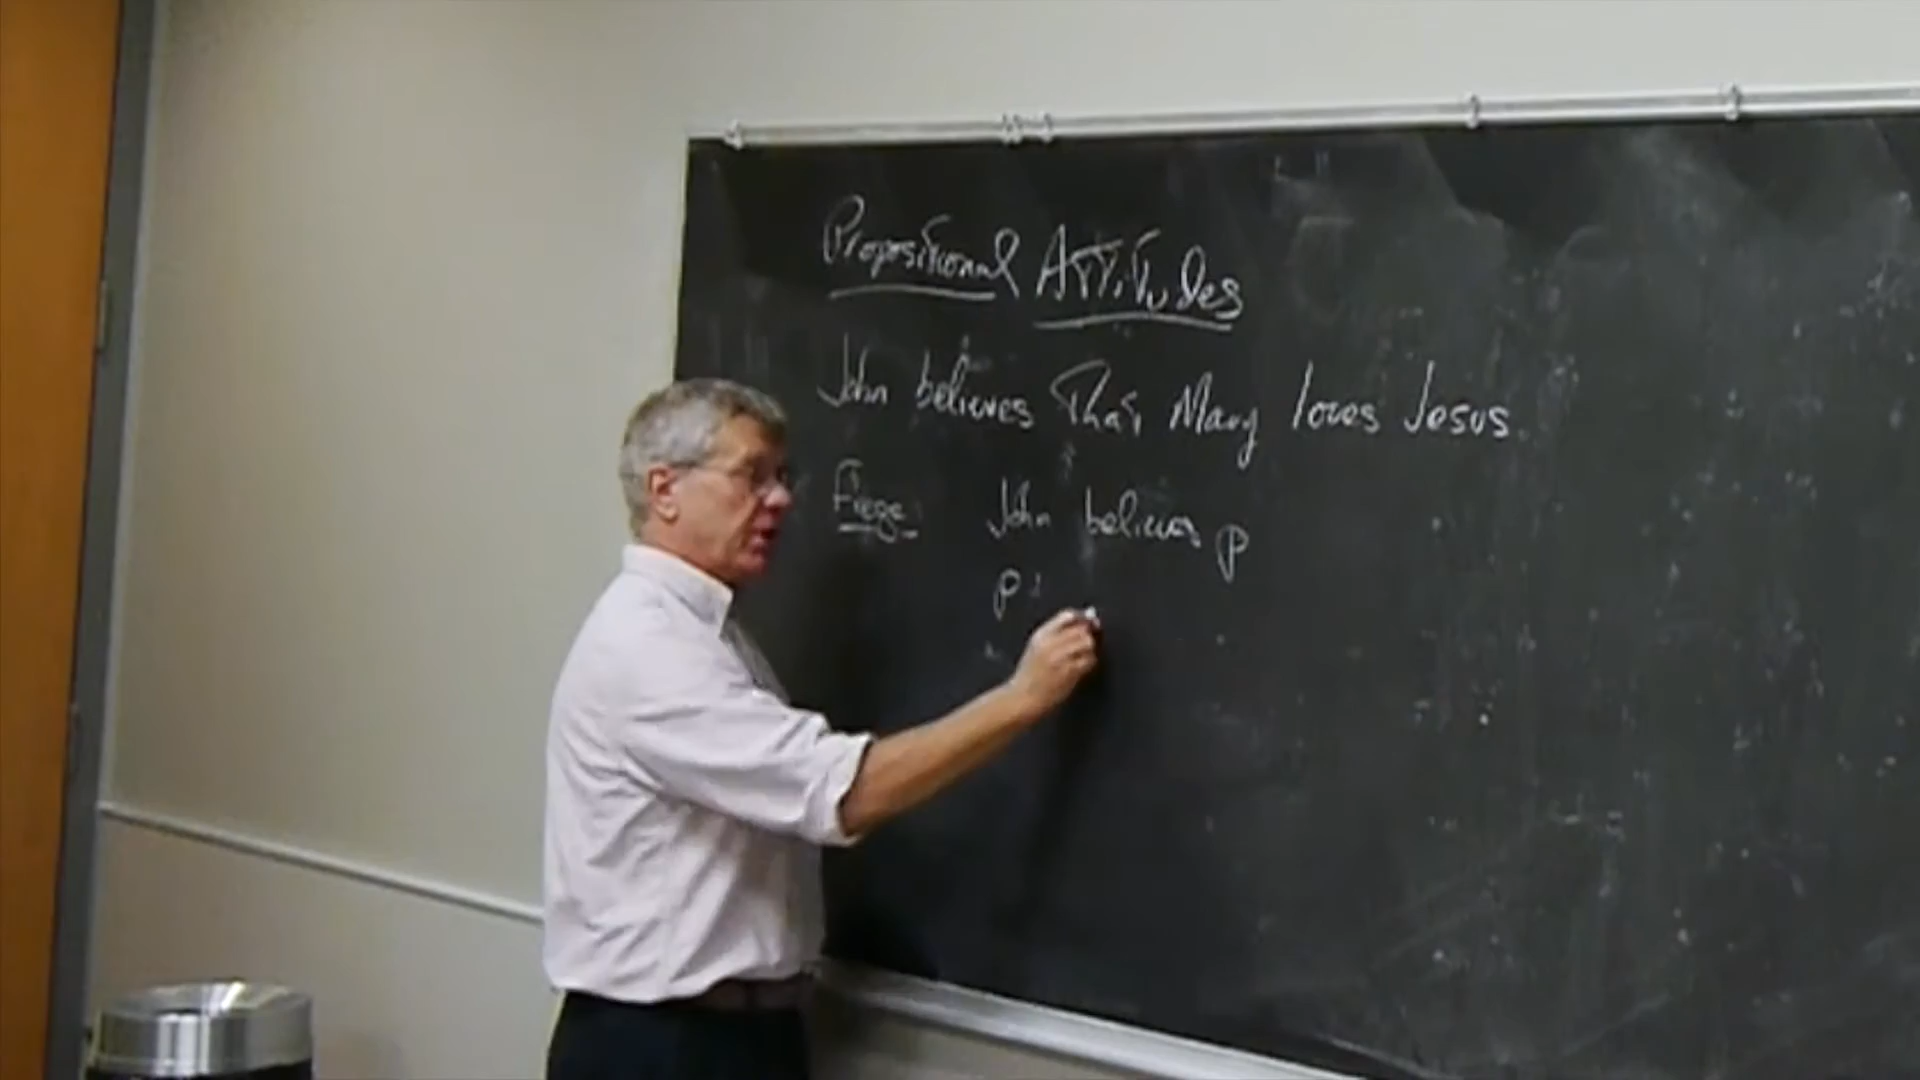 Propositional Attitudes
John believes that Mary loves Jesus.
Frege: John believes p
p :